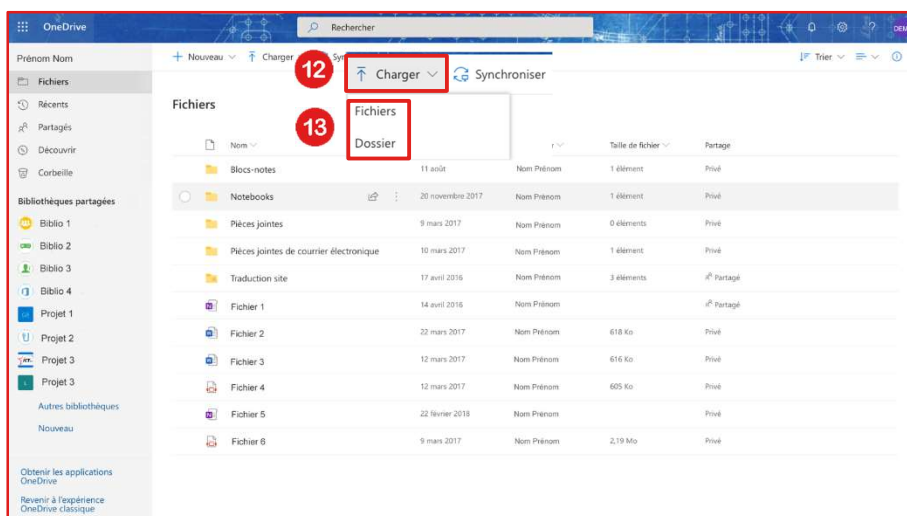 OneDrive
Rechercher
DEM
Prénom Nom
Nouveau
Charger
Trier
12
Charger
Synchroniser
Fichiers
Récents
Partagés
Découvrir
Corbeille
Bibliothèques partagées
Biblio 1
Biblio 2
Biblio 3
Biblio 4
Projet 1
Projet 2
Projet 3
Projet 3
Autres bibliothèques
Nouveau
Obtenir les applications
OneDrive
Revenir à l'expérience
OneDrive classique
Fichiers
13
Fichiers
Dossier
Nom Taille de fichier Partage
Blocs-notes 11 août Nom Prénom 1 élément Privé
Notebooks 20 novembre 2017 Nom Prénom 1 élément Privé
Pièces jointes 9 mars 2017 Nom Prénom 0 éléments Privé
Pièces jointes de courrier électronique 10 mars 2017 Nom Prénom 1 élément Privé
Traduction site 17 avril 2016 Nom Prénom 3 éléments Partagé
Fichier 1 14 avril 2016 Nom Prénom Partagé
Fichier 2 22 mars 2017 Nom Prénom 618 Ko Privé
Fichier 3 12 mars 2017 Nom Prénom 616 Ko Privé
Fichier 4 12 mars 2017 Nom Prénom 605 Ko Privé
Fichier 5 22 février 2018 Nom Prénom Privé
Fichier 6 9 mars 2017 Nom Prénom 2,19 Mo Privé